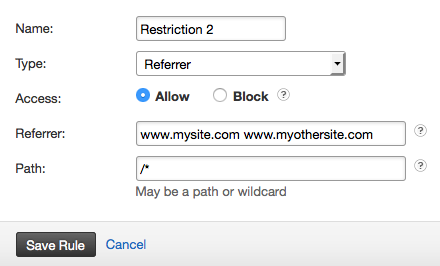 Name: Restriction 2
Type: Referrer
Access: Allow Block ?
Referrer: www.mysite.com www.myothersite.com ?
Path: /* ?
May be a path or wildcard
Save Rule Cancel